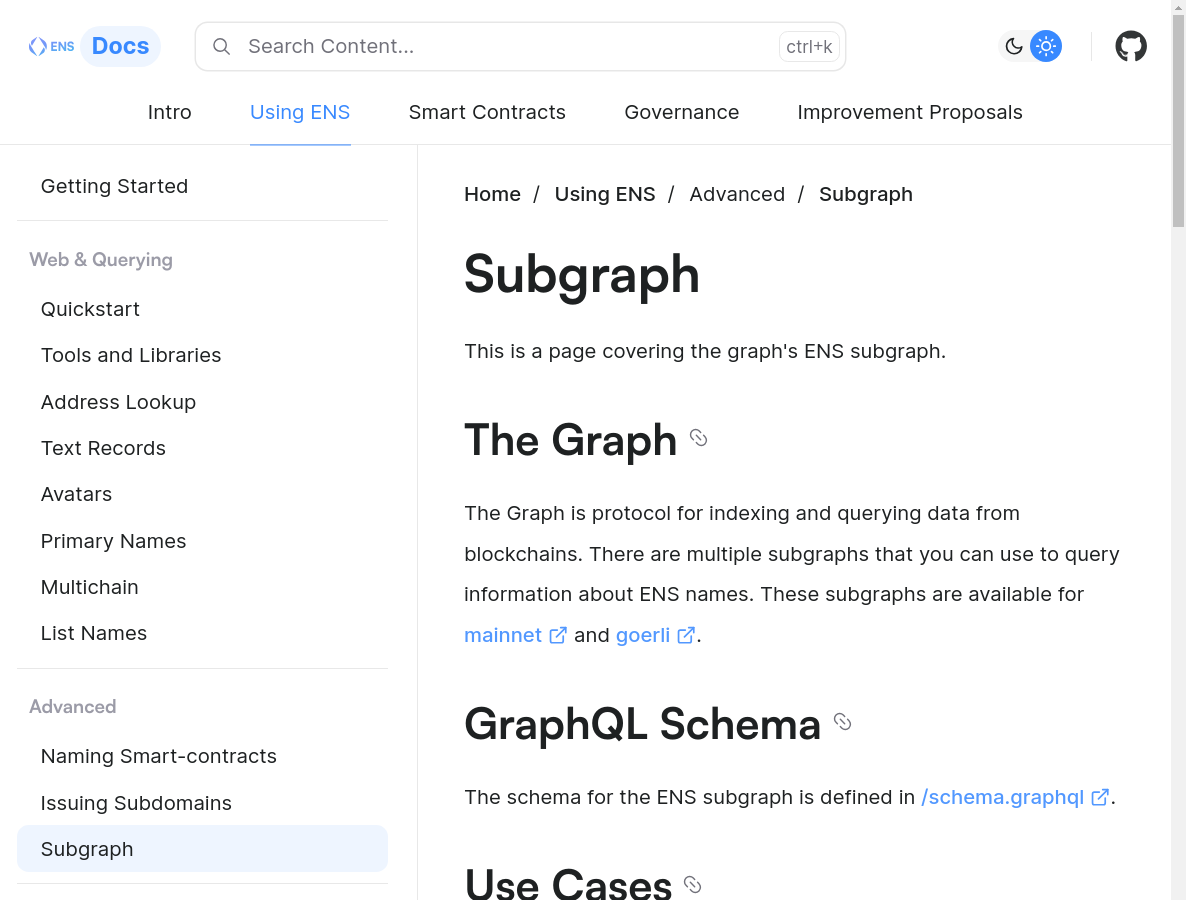 ENS Docs
Search Content...
ctrl+k
Intro
Using ENS
Smart Contracts
Governance
Improvement Proposals
Getting Started
Web & Querying
Quickstart
Tools and Libraries
Address Lookup
Text Records
Avatars
Primary Names
Multichain
List Names
Advanced
Naming Smart-contracts
Issuing Subdomains
Subgraph
Home / Using ENS / Advanced / Subgraph
Subgraph
This is a page covering the graph's ENS subgraph.
The Graph
The Graph is protocol for indexing and querying data from
blockchains. There are multiple subgraphs that you can use to query
information about ENS names. These subgraphs are available for
mainnet and goerli.
GraphQL Schema
The schema for the ENS subgraph is defined in /schema.graphql.
Use Cases